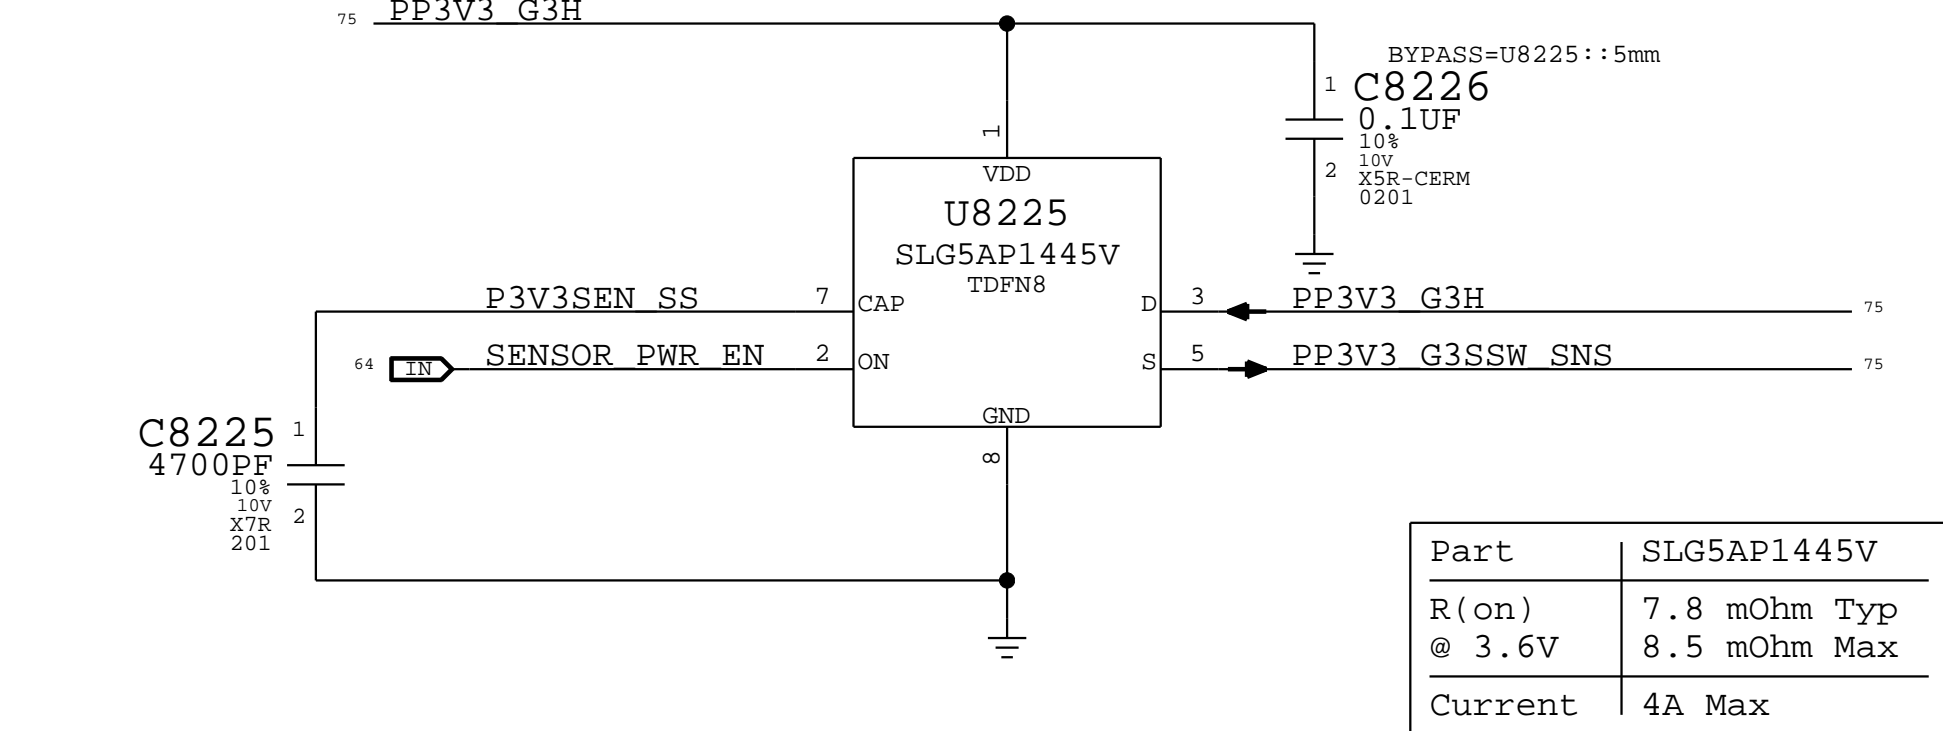 75 PP3V3_G3H
BYPASS=U8225::5mm
1 C8226
0.1UF
10%
10V
2 X5R-CERM
0201
1
VDD
U8225
SLG5AP1445V
TDFN8
P3V3SEN_SS 7 CAP
D 3 PP3V3_G3H 75
64 IN SENSOR_PWR_EN 2 ON
S 5 PP3V3_G3SSW_SNS 75
GND
8
C8225 1
4700PF
10%
10V
X7R 2
201
Part SLG5AP1445V
R(on) 7.8 mOhm Typ
@ 3.6V 8.5 mOhm Max
Current 4A Max